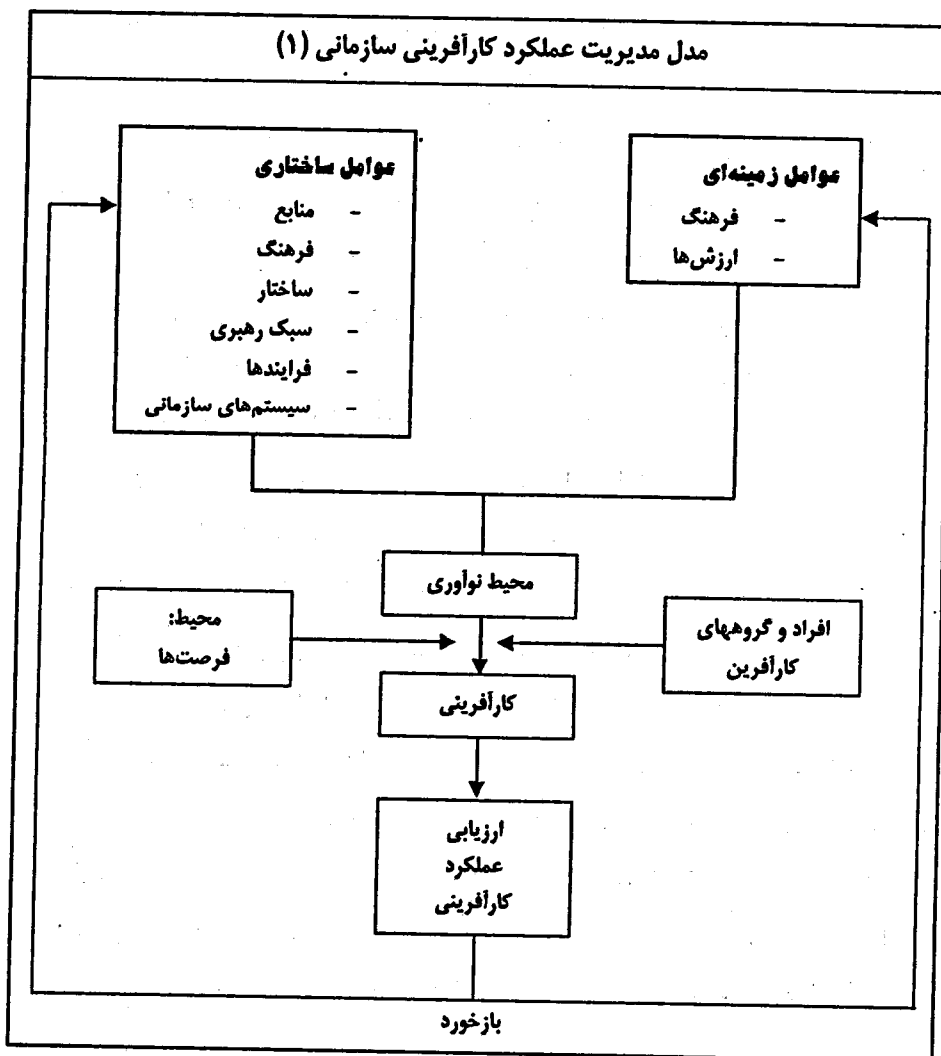 مدل مدیریت عملکرد کارآفرینی سازمانی (۱)
عوامل زمینه‌ای
- فرهنگ
- ارزش‌ها
عوامل ساختاری
- منابع
- فرهنگ
- ساختار
- سبک رهبری
- فرایندها
- سیستم‌های سازمانی
محیط نوآوری
افراد و گروههای
کارآفرین
محیط:
فرصت‌ها
کارآفرینی
ارزیابی
عملکرد
کارآفرینی
بازخورد